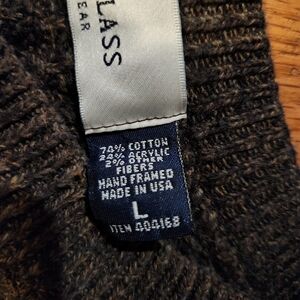 LASS
EAR
74% COTTON
24% ACRYLIC
2% OTHER
FIBERS
HAND FRAMED
MADE IN USA
L
ITEM 404168